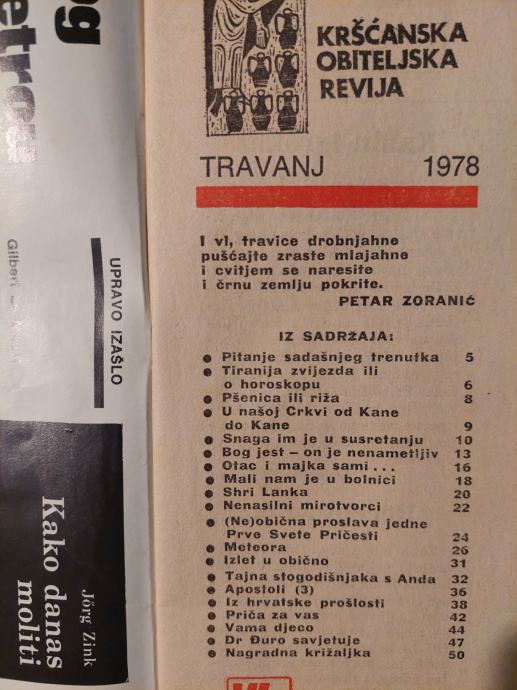 KRŠĆANSKA
OBITELJSKA
REVIJA
TRAVANJ 1978
I vi, travice drobnjahne
pušćajte zraste mlajahne
i cvitjem se naresite
i črnu zemlju pokrite.
PETAR ZORANIĆ
IZ SADRŽAJA:
● Pitanje sadašnjeg trenutka 5
● Tiranija zvijezda ili
o horoskopu 6
● Pšenica ili riža 8
● U našoj Crkvi od Kane
do Kane 9
● Snaga im je u susretanju 10
● Bog jest – on je nenametljiv 13
● Otac i majka sami . . . 16
● Mali nam je u bolnici 18
● Shri Lanka 20
● Nenasilni mirotvorci 22
● (Ne)obična proslava jedne
Prve Svete Pričesti 24
● Meteora 26
● Izlet u obično 31
● Tajna stogodišnjaka s Anda 32
● Apostoli (3) 36
● Iz hrvatske prošlosti 38
● Priča za vas 42
● Vama djeco 44
● Dr Đuro savjetuje 47
● Nagradna križaljka 50
UPRAVO IZAŠLO
Gilbert
Jörg Zink
Kako danas
moliti